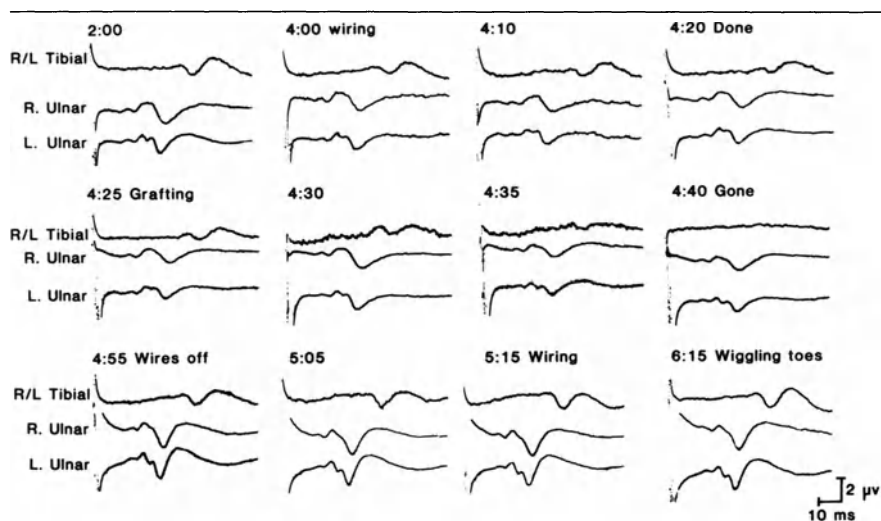 2:00 4:00 wiring 4:10 4:20 Done
R/L Tibial
R. Ulnar
L. Ulnar
4:25 Grafting 4:30 4:35 4:40 Gone
R/L Tibial
R. Ulnar
L. Ulnar
4:55 Wires off 5:05 5:15 Wiring 6:15 Wiggling toes
R/L Tibial
R. Ulnar
L. Ulnar
2 μv
10 ms